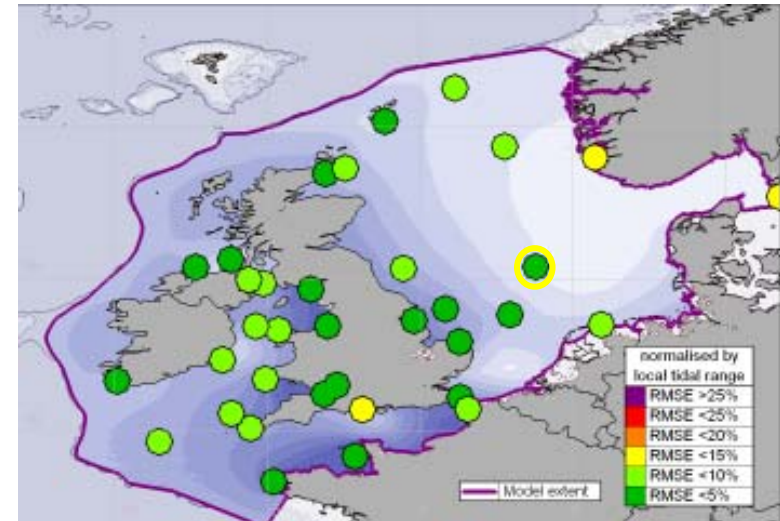 normalised by
local tidal range
RMSE >25%
RMSE <25%
RMSE <20%
RMSE <15%
RMSE <10%
RMSE <5%
Model extent